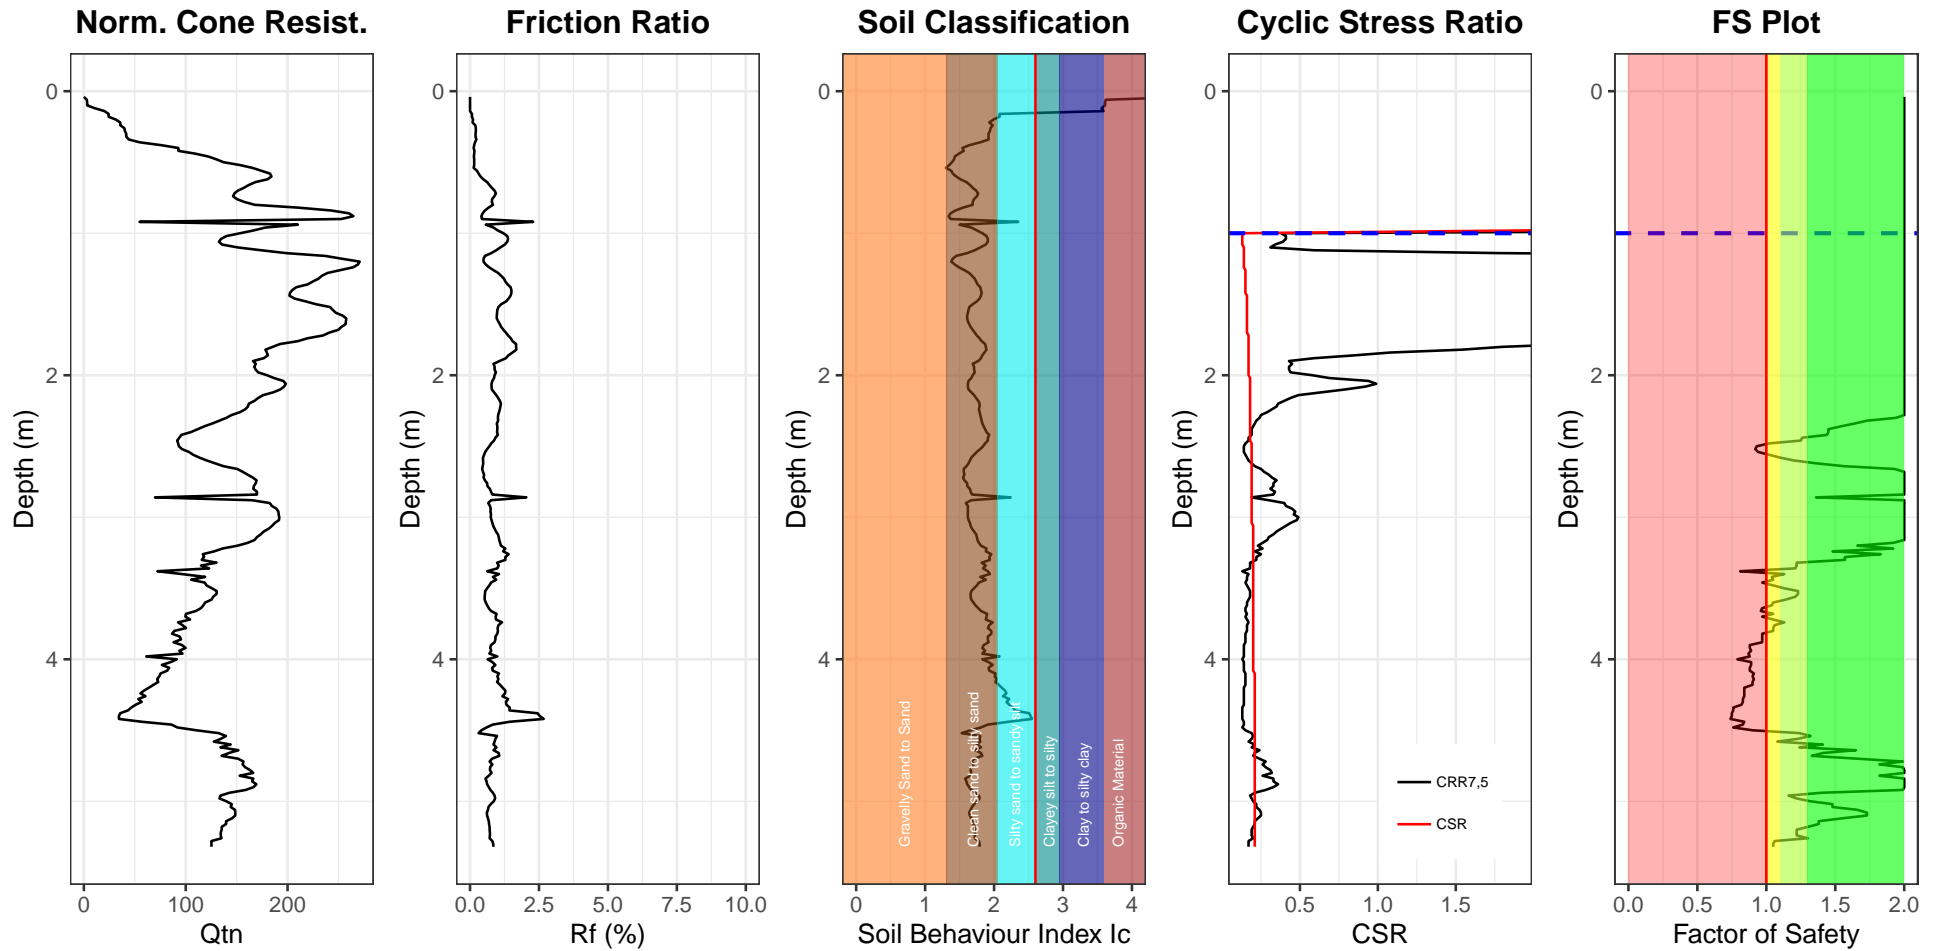 Norm. Cone Resist.
0
2
4
Depth (m)
0
100
200
Qtn
Friction Ratio
0
2
4
Depth (m)
0.0
2.5
5.0
7.5
10.0
Rf (%)
Soil Classification
0
2
4
Depth (m)
Gravelly Sand to Sand
Clean sand to silty sand
Silty sand to sandy silt
Clayey silt to silty
Clay to silty clay
Organic Material
0
1
2
3
4
Soil Behaviour Index Ic
Cyclic Stress Ratio
0
2
4
Depth (m)
CRR7,5
CSR
0.5
1.0
1.5
CSR
FS Plot
0
2
4
Depth (m)
0.0
0.5
1.0
1.5
2.0
Factor of Safety